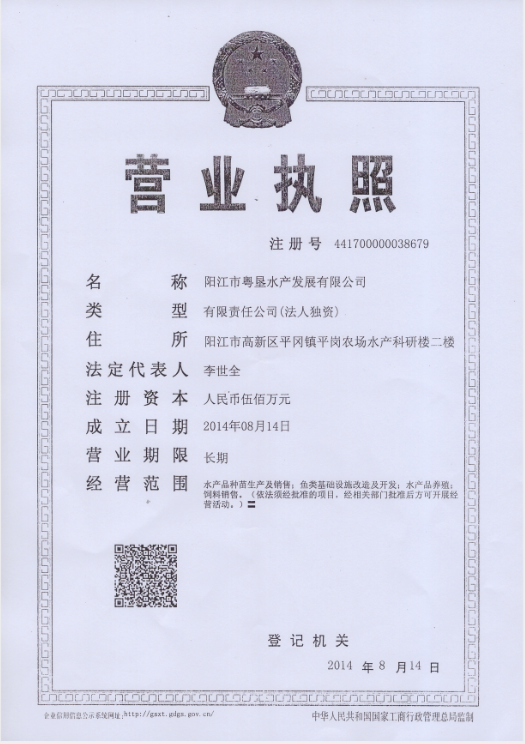 营业执照
注册号 441700000038679
名称 阳江市粤垦水产发展有限公司
类型 有限责任公司(法人独资)
住所 阳江市高新区平冈镇平岗农场水产科研楼二楼
法定代表人 李世全
注册资本 人民币伍佰万元
成立日期 2014年08月14日
营业期限 长期
经营范围 水产品种苗生产及销售；鱼类基础设施改造及开发；水产品养殖；
饲料销售。（依法须经批准的项目，经相关部门批准后方可开展经
营活动。）〓
登记机关
2014 年 8 月 14 日
企业信用信息公示系统网址：http://gsxt.gdgs.gov.cn/
中华人民共和国国家工商行政管理总局监制